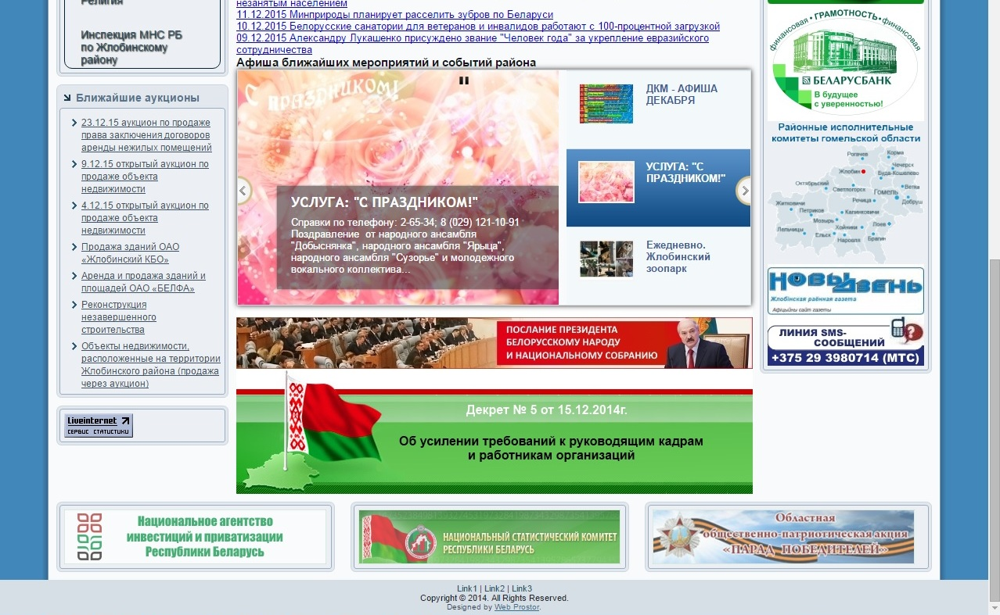 Религия
Инспекция МНС РБ
по Жлобинскому
району
Ближайшие аукционы
23.12.15 аукцион по продаже
права заключения договоров
аренды нежилых помещений
9.12.15 открытый аукцион по
продаже объекта
недвижимости
4.12.15 открытый аукцион по
продаже объекта
недвижимости
Продажа зданий ОАО
«Жлобинский КБО»
Аренда и продажа зданий и
площадей ОАО «БЕЛФА»
Реконструкция
незавершенного
строительства
Объекты недвижимости,
расположенные на территории
Жлобинского района (продажа
через аукцион)
Liveinternet
сервис статистики
незанятым населением
11.12.2015 Минприроды планирует расселить зубров по Беларуси
10.12.2015 Белорусские санатории для ветеранов и инвалидов работают с 100-процентной загрузкой
09.12.2015 Александру Лукашенко присуждено звание "Человек года" за укрепление евразийского
сотрудничества
Афиша ближайших мероприятий и событий района
С праздником!
УСЛУГА: "С ПРАЗДНИКОМ!"
Справки по телефону: 2-65-34; 8 (029) 121-10-91
Поздравление от народного ансамбля
"Добыснянка", народного ансамбля "Ярыца",
народного ансамбля "Сузорье" и молодежного
вокального коллектива...
ДКМ - АФИША
ДЕКАБРЯ
УСЛУГА: "С
ПРАЗДНИКОМ!"
Ежедневно.
Жлобинский
зоопарк
ПОСЛАНИЕ ПРЕЗИДЕНТА
БЕЛОРУССКОМУ НАРОДУ
И НАЦИОНАЛЬНОМУ СОБРАНИЮ
Декрет № 5 от 15.12.2014г.
Об усилении требований к руководящим кадрам
и работникам организаций
финансовая • ГРАМОТНОСТЬ • финансовая
БЕЛАРУСБАНК
В будущее
с уверенностью!
Районные исполнительные
комитеты гомельской области
Рогачев
Корма
Жлобин
Чечерск
Буда-Кошелево
Октябрьский
Светлогорск
Гомель
Ветка
Речица
Добруш
Житковичи
Петриков
Калинковичи
Мозырь
Хойники
Лоев
Лельчицы
Ельск
Наровля
Брагин
Новы дзень
Жлобінская раённая газета
Афіцыйны сайт газеты
ЛИНИЯ SMS-
СООБЩЕНИЙ
+375 29 3980714 (МТС)
Национальное агентство
инвестиций и приватизации
Республики Беларусь
НАЦИОНАЛЬНЫЙ СТАТИСТИЧЕСКИЙ КОМИТЕТ
РЕСПУБЛИКИ БЕЛАРУСЬ
Областная
общественно-патриотическая акция
«ПАРАД ПОБЕДИТЕЛЕЙ»
Link1 | Link2 | Link3
Copyright © 2014. All Rights Reserved.
Designed by Web Prostor.